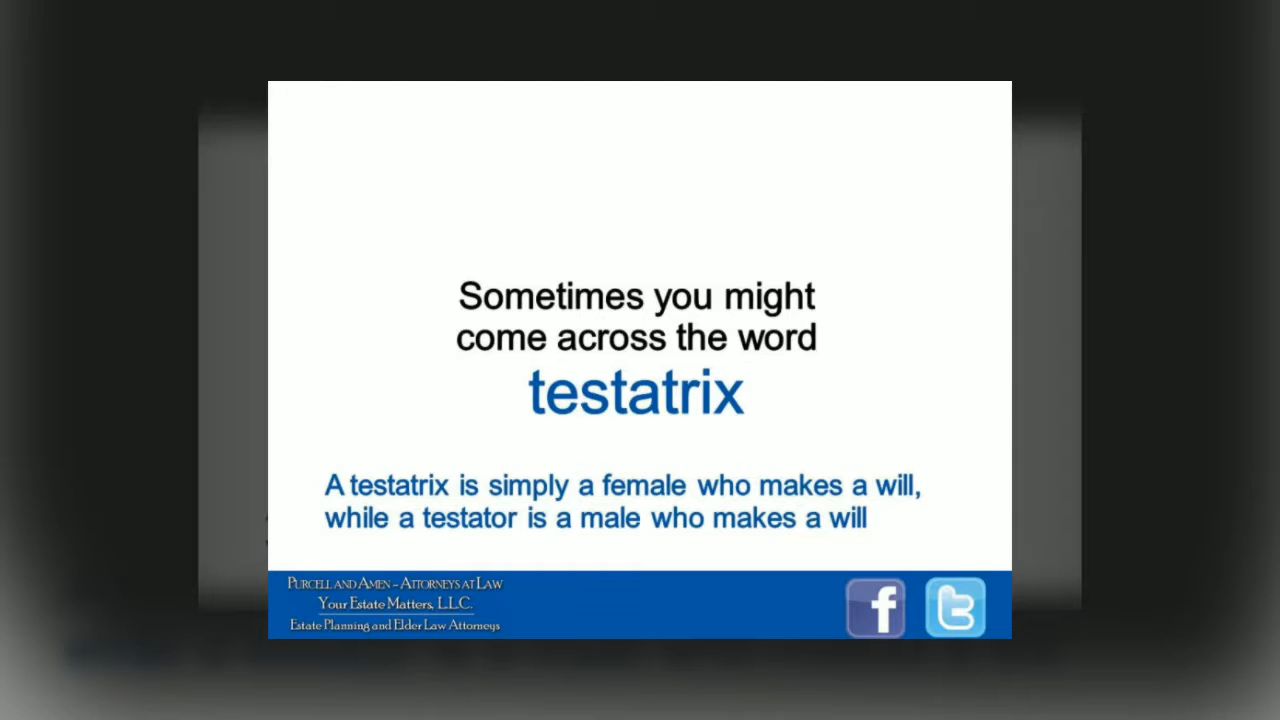 Sometimes you might
come across the word
testatrix
A testatrix is simply a female who makes a will,
while a testator is a male who makes a will
Purcell and Amen – Attorneys at Law
Your Estate Matters, L.L.C.
Estate Planning and Elder Law Attorneys